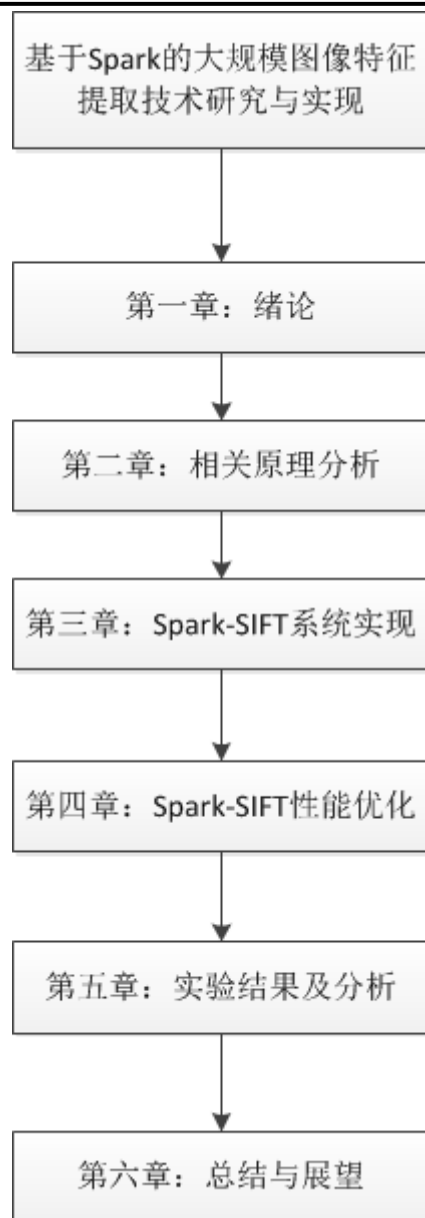 基于Spark的大规模图像特征
提取技术研究与实现
第一章：绪论
第二章：相关原理分析
第三章：Spark-SIFT系统实现
第四章：Spark-SIFT性能优化
第五章：实验结果及分析
第六章：总结与展望